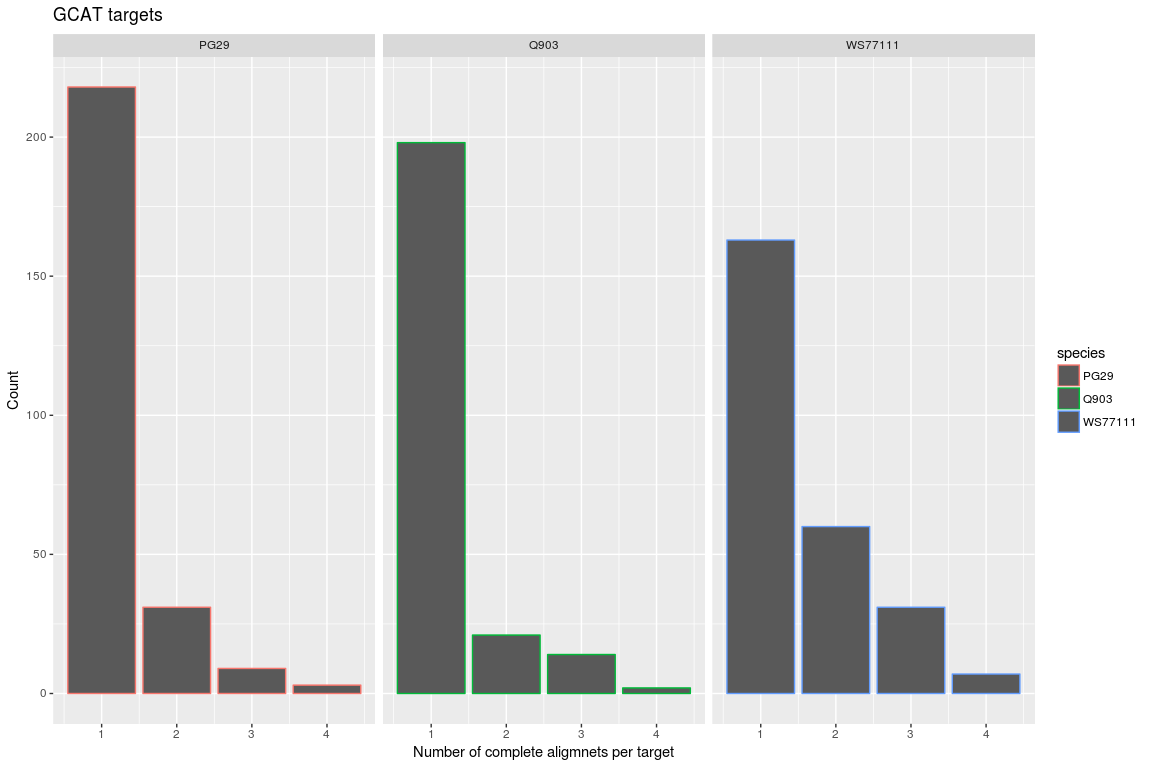 GCAT targets
PG29
Q903
WS77111
200
150
100
50
0
Count
1 2 3 4
1 2 3 4
1 2 3 4
Number of complete aligmnets per target
species
PG29
Q903
WS77111